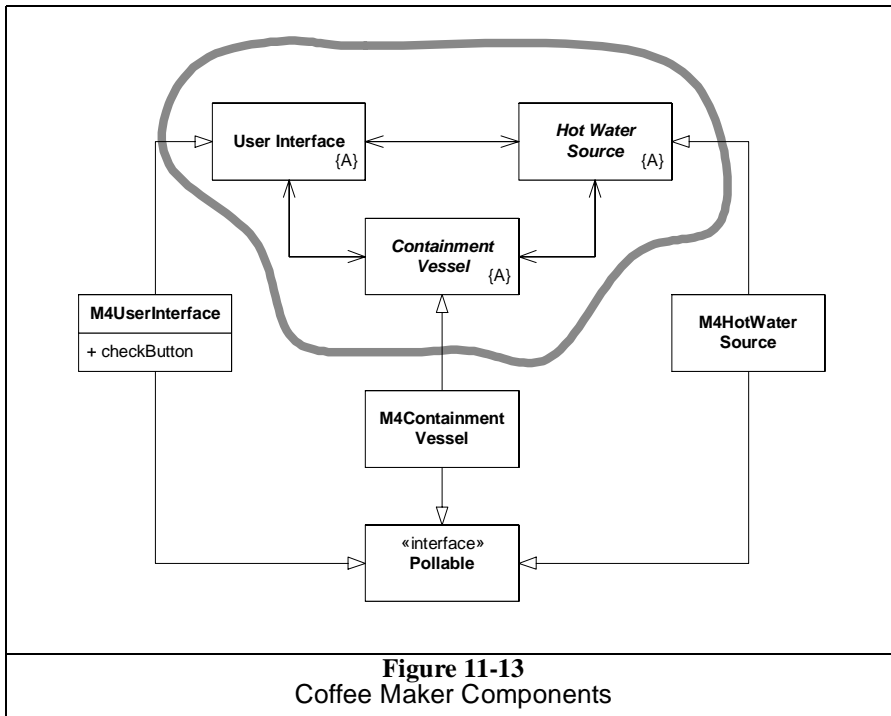 User Interface
{A}
Hot Water
Source
{A}
Containment
Vessel
{A}
M4UserInterface
+ checkButton
M4HotWater
Source
M4Containment
Vessel
«interface»
Pollable
Figure 11-13
Coffee Maker Components